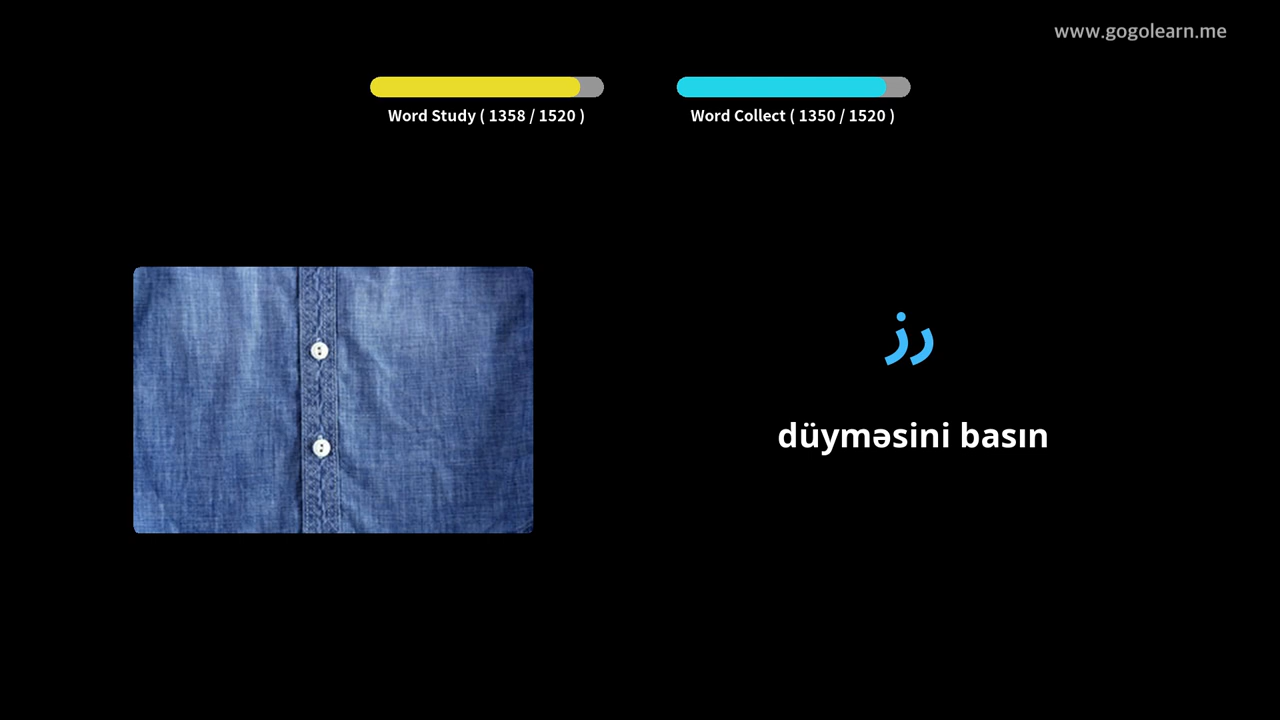 www.gogolearn.me
Word Study ( 1358 / 1520 )
Word Collect ( 1350 / 1520 )
زر
düyməsini basın